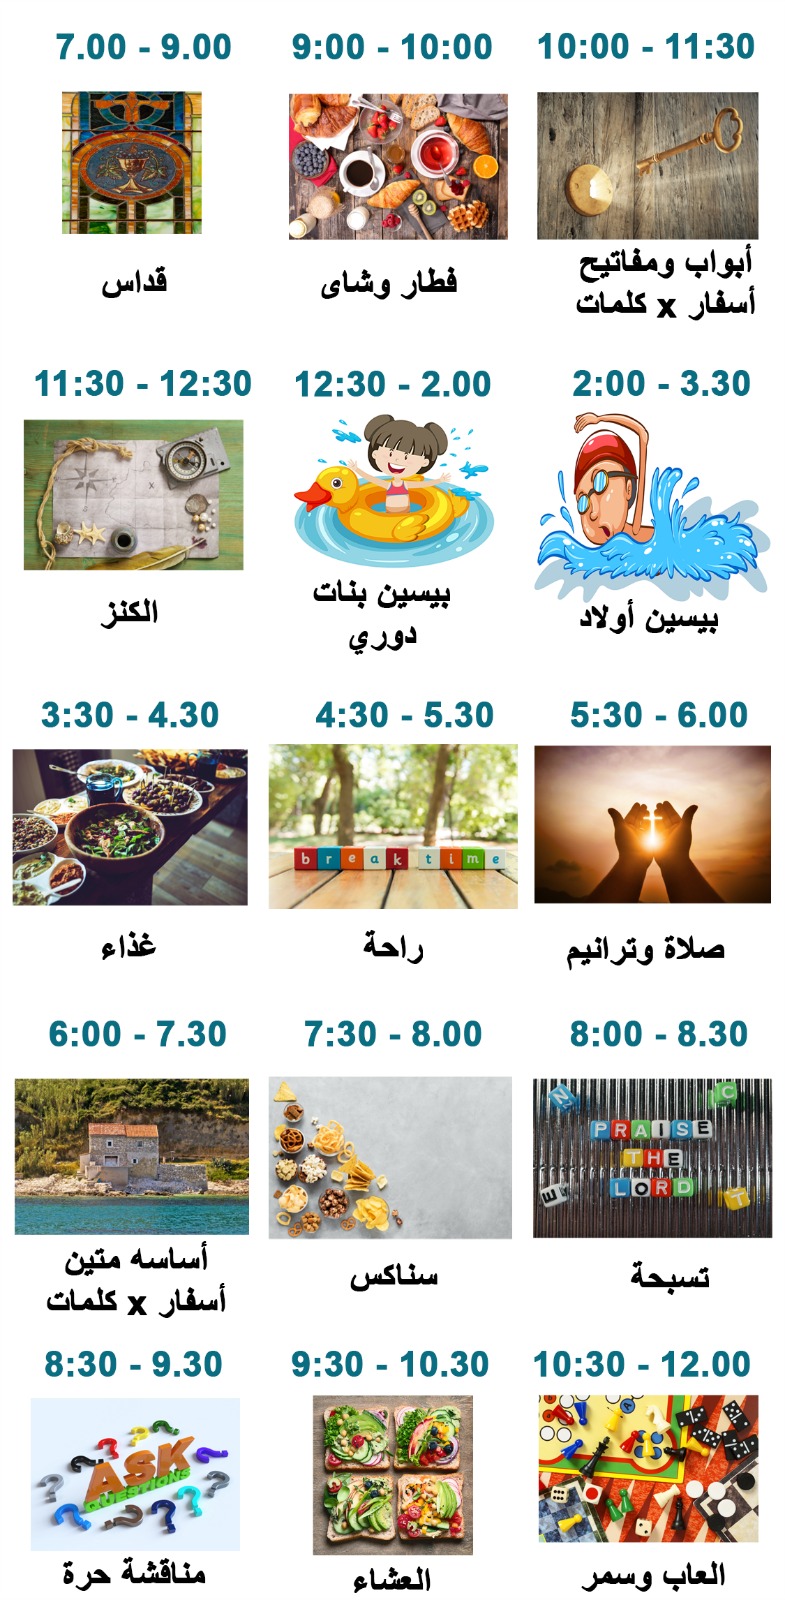 7.00 - 9.00
9:00 - 10:00
10:00 - 11:30
قداس
فطار وشاى
أبواب ومفاتيح
أسفار x كلمات
11:30 - 12:30
12:30 - 2.00
2:00 - 3.30
الكنز
بيسين بنات
دوري
بيسين أولاد
3:30 - 4.30
4:30 - 5.30
5:30 - 6.00
break time
غذاء
راحة
صلاة وترانيم
6:00 - 7.30
7:30 - 8.00
8:00 - 8.30
N
C
PRAISE
THE
LORD
E
T
أساسه متين
أسفار x كلمات
سناكس
تسبحة
8:30 - 9.30
9:30 - 10.30
10:30 - 12.00
ASK
QUESTIONS
مناقشة حرة
العشاء
العاب وسمر